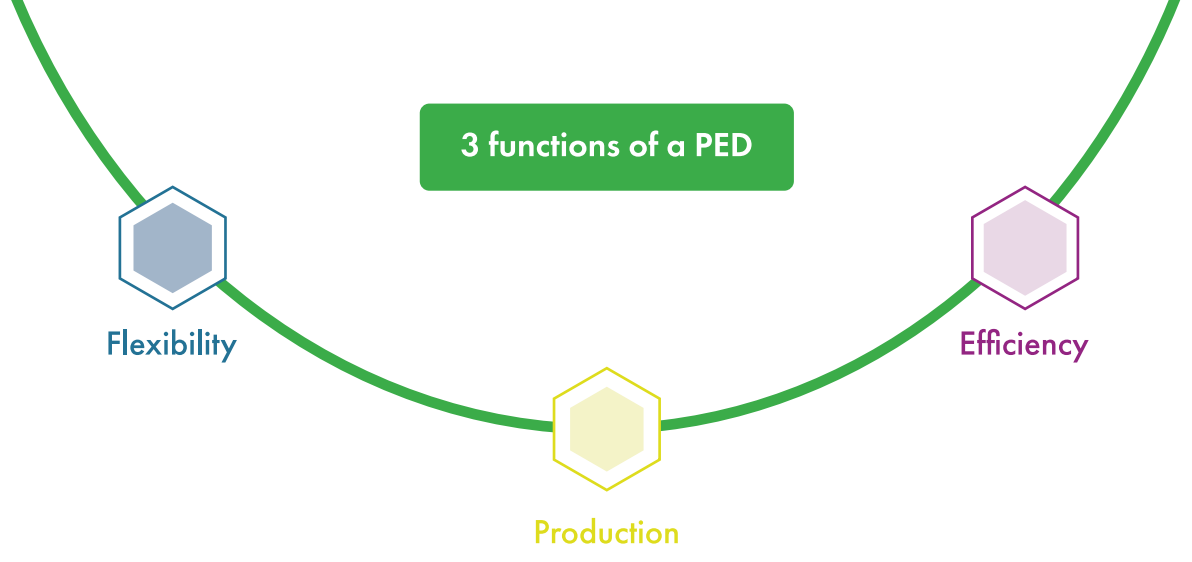 3 functions of a PED
Flexibility
Efficiency
Production